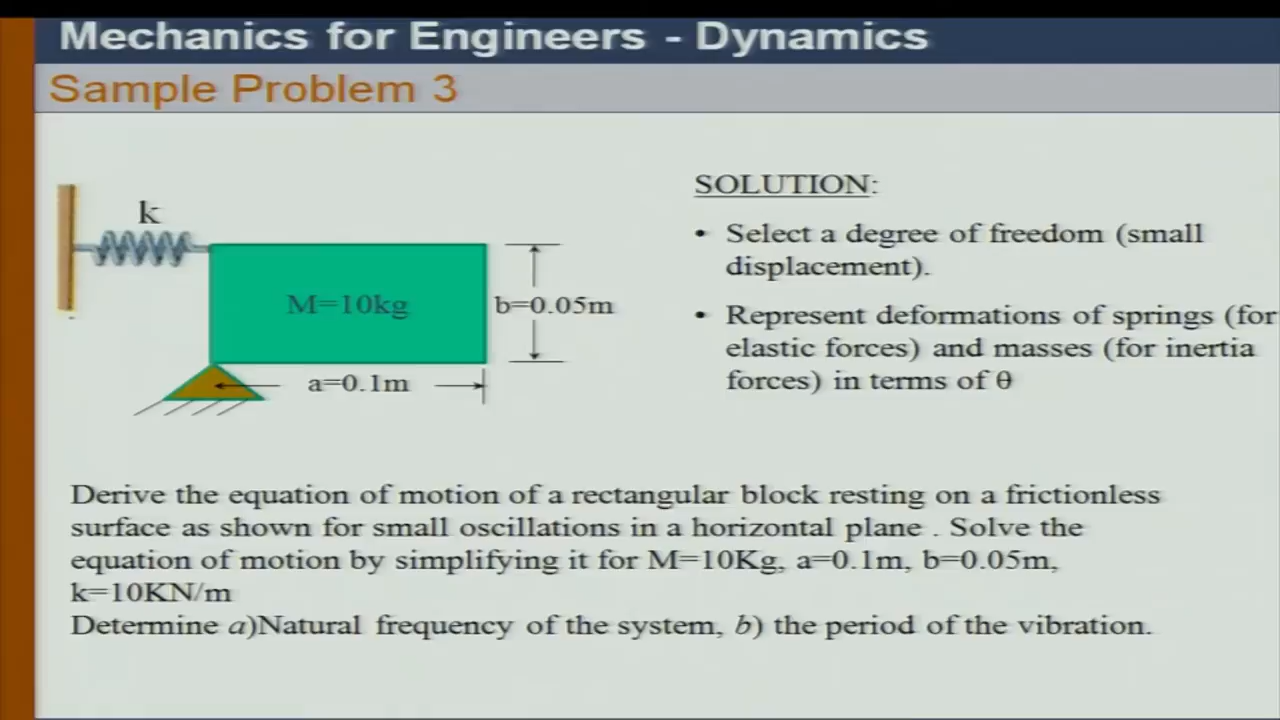 Mechanics for Engineers - Dynamics
Sample Problem 3
k
M=10kg
b=0.05m
a=0.1m
SOLUTION:
• Select a degree of freedom (small
displacement).
• Represent deformations of springs (for
elastic forces) and masses (for inertia
forces) in terms of θ
Derive the equation of motion of a rectangular block resting on a frictionless
surface as shown for small oscillations in a horizontal plane . Solve the
equation of motion by simplifying it for M=10Kg, a=0.1m, b=0.05m,
k=10KN/m
Determine a)Natural frequency of the system, b) the period of the vibration.